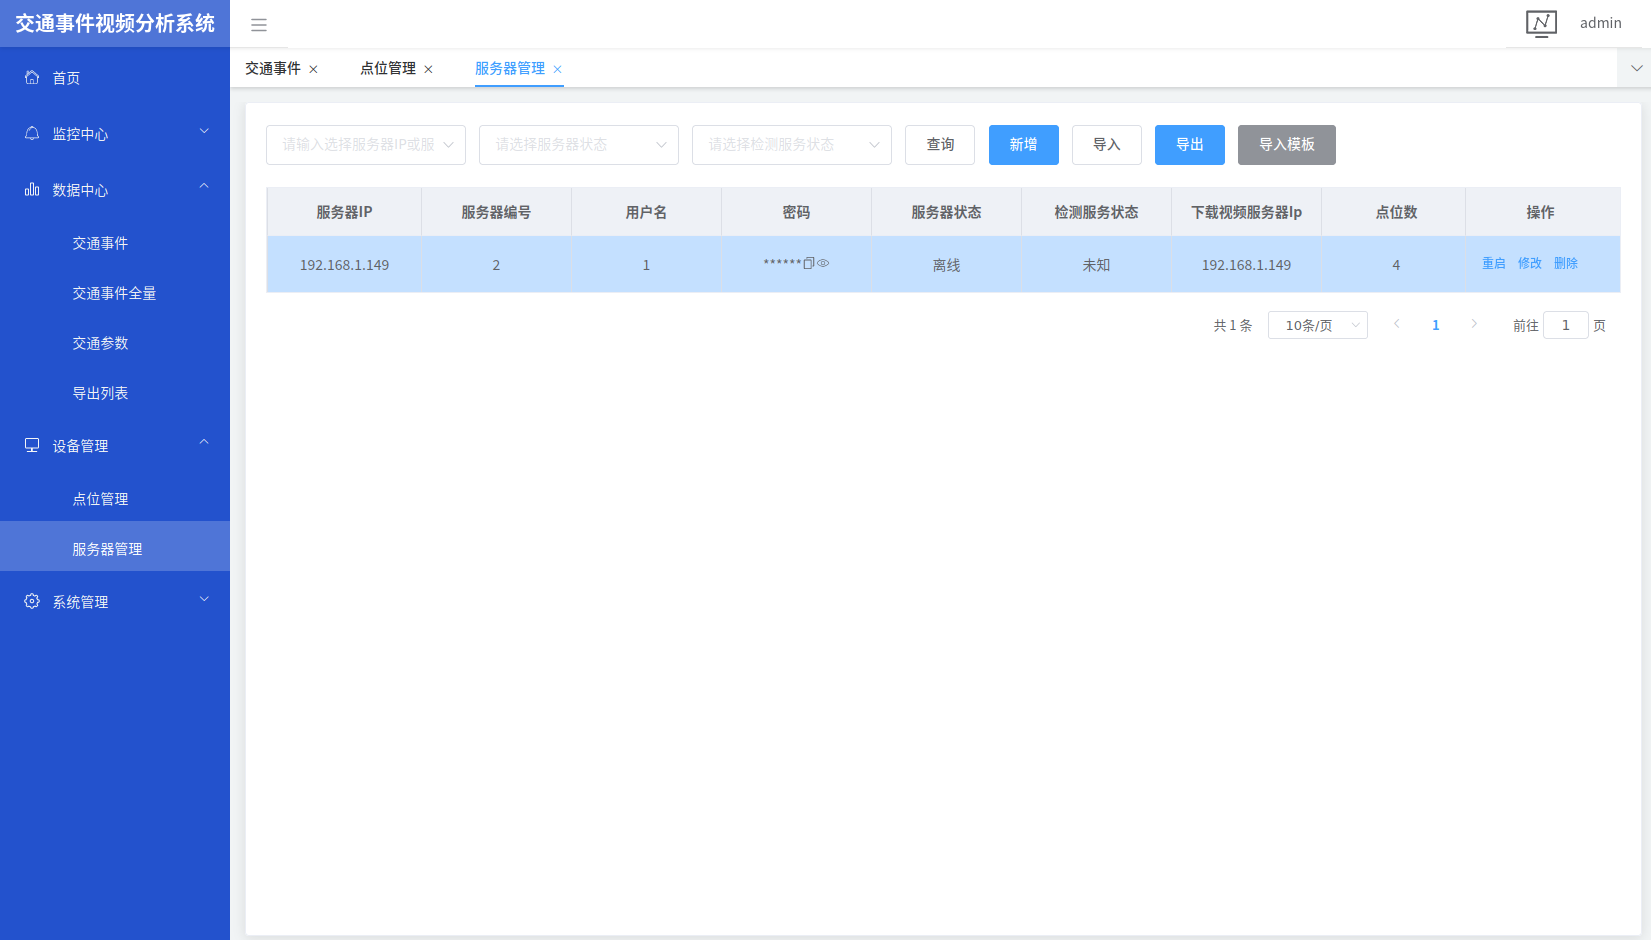 交通事件视频分析系统
admin
首页
监控中心
数据中心
交通事件
交通事件全量
交通参数
导出列表
设备管理
点位管理
服务器管理
系统管理
交通事件 × 点位管理 × 服务器管理 ×
请输入选择服务器IP或服 请选择服务器状态 请选择检测服务状态 查询 新增 导入 导出 导入模板
服务器IP 服务器编号 用户名 密码 服务器状态 检测服务状态 下载视频服务器Ip 点位数 操作
192.168.1.149 2 1 ****** 离线 未知 192.168.1.149 4 重启 修改 删除
共 1 条 10条/页 1 前往 1 页